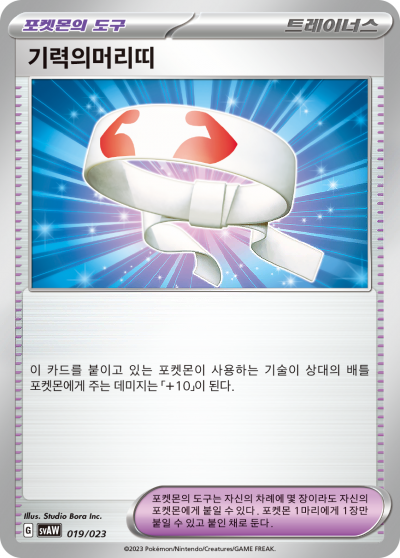 포켓몬의 도구
트레이너스
기력의머리띠
이 카드를 붙이고 있는 포켓몬이 사용하는 기술이 상대의 배틀
포켓몬에게 주는 데미지는 「+10」이 된다.
Illus. Studio Bora Inc.
포켓몬의 도구는 자신의 차례에 몇 장이라도 자신의
포켓몬에게 붙일 수 있다. 포켓몬 1마리에게 1장만
붙일 수 있고 붙인 채로 둔다.
G svAW 019/023
©2023 Pokémon/Nintendo/Creatures/GAME FREAK.